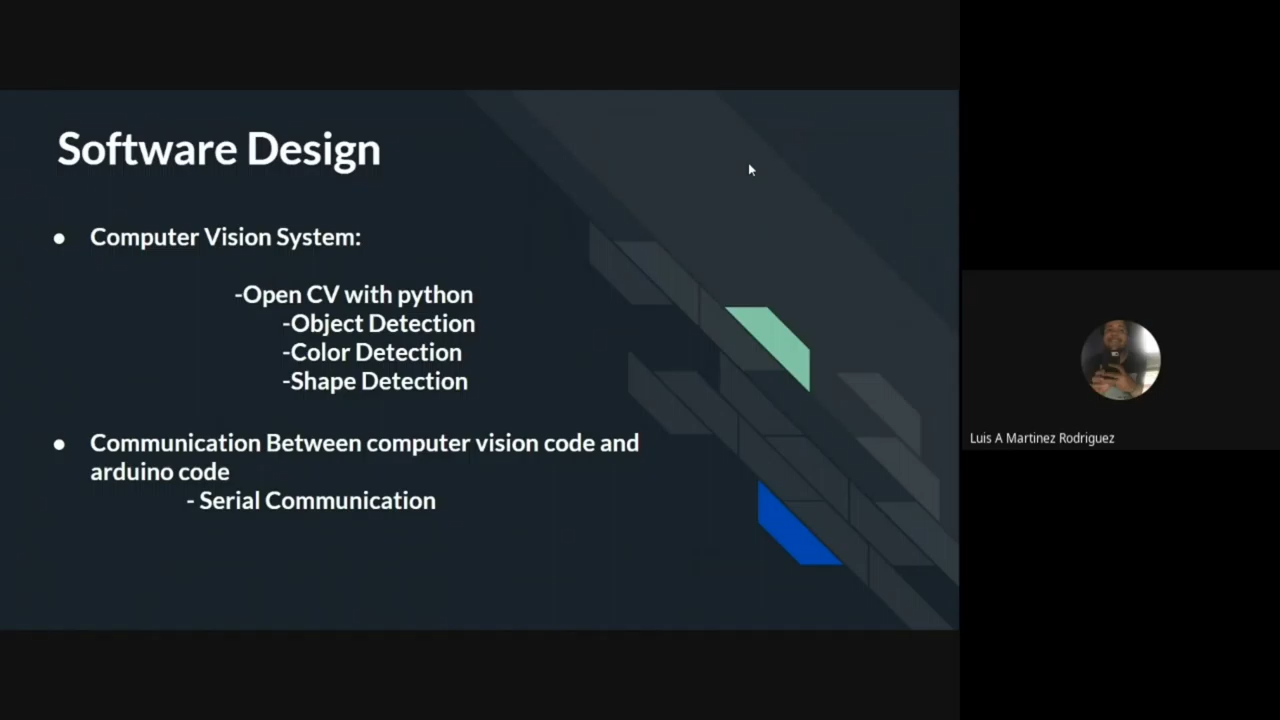 Software Design
● Computer Vision System:
-Open CV with python
-Object Detection
-Color Detection
-Shape Detection
● Communication Between computer vision code and
arduino code
- Serial Communication
Luis A Martinez Rodriguez